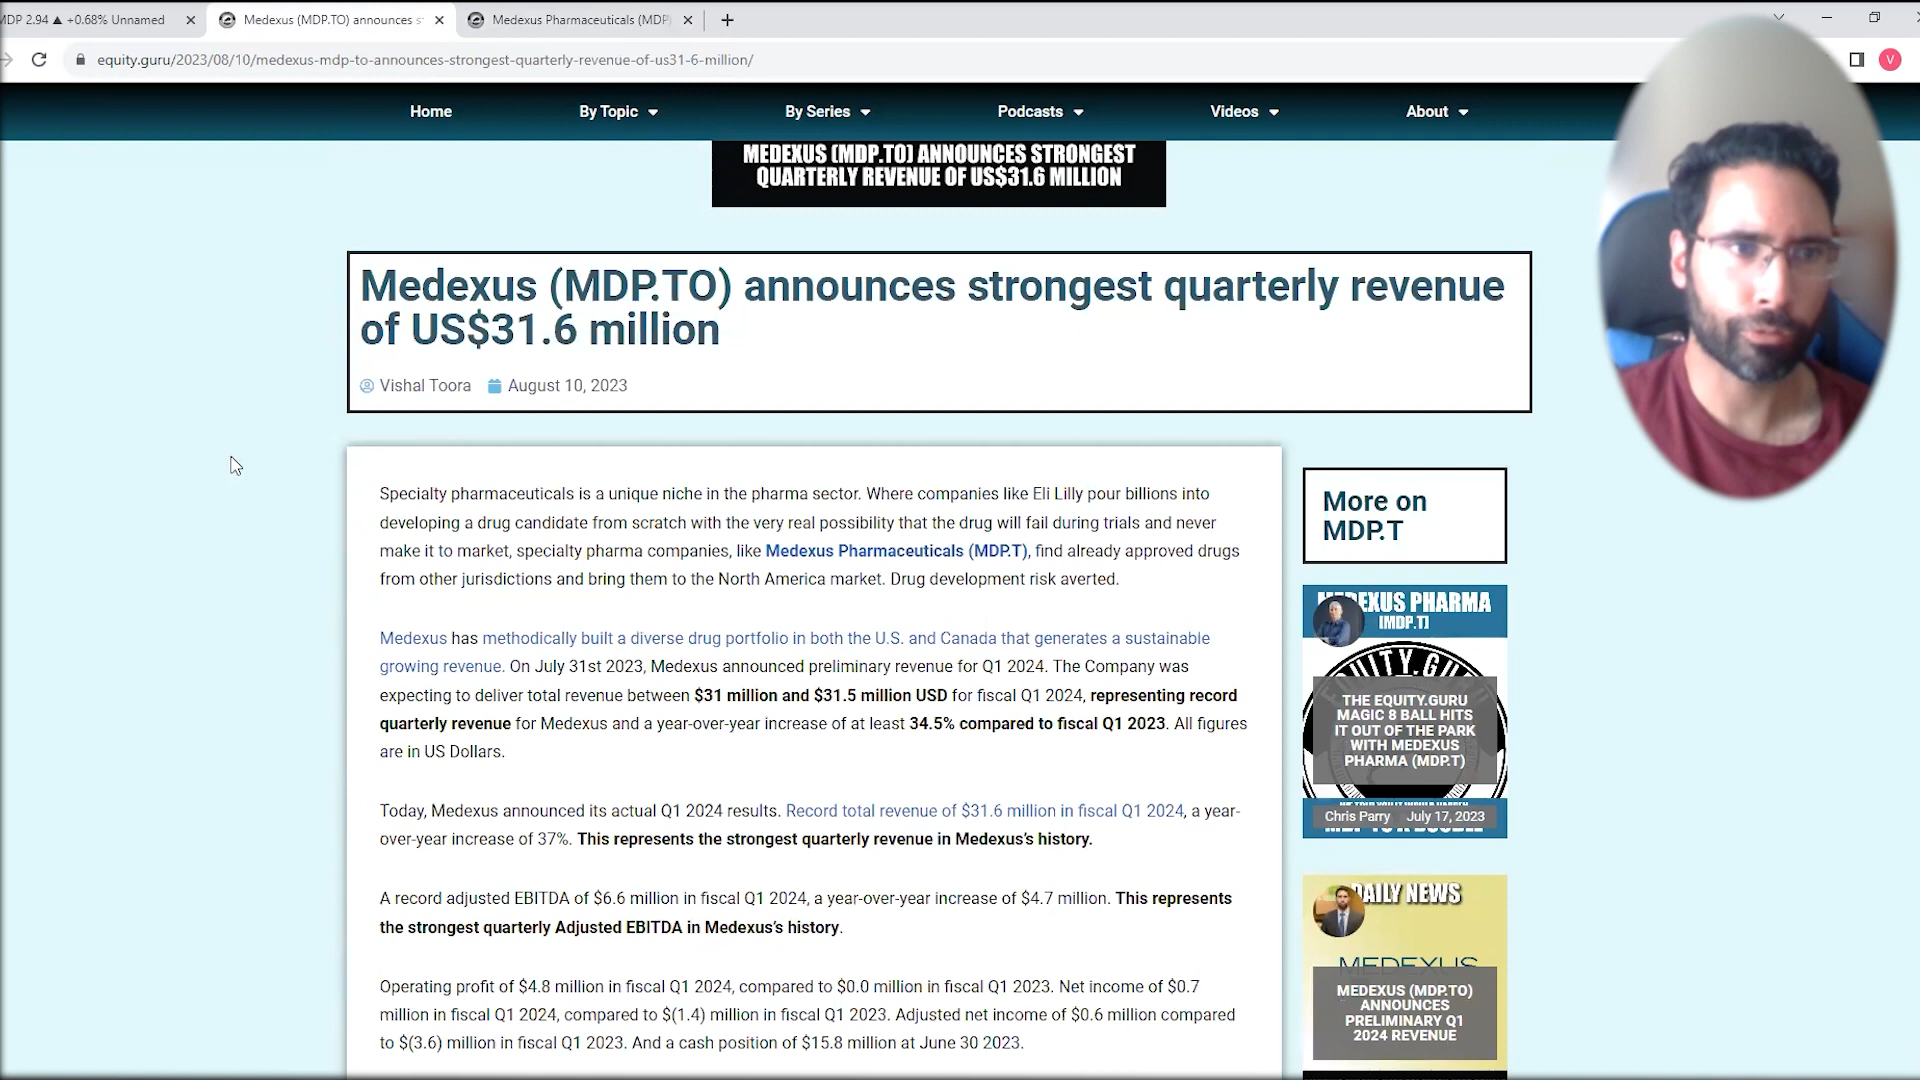 MDP 2.94 ▲ +0.68% Unnamed
Medexus (MDP.TO) announces s
Medexus Pharmaceuticals (MDP
equity.guru/2023/08/10/medexus-mdp-to-announces-strongest-quarterly-revenue-of-us31-6-million/
V
Home
By Topic
By Series
Podcasts
Videos
About
MEDEXUS (MDP.TO) ANNOUNCES STRONGEST
QUARTERLY REVENUE OF US$31.6 MILLION
Medexus (MDP.TO) announces strongest quarterly revenue
of US$31.6 million
Vishal Toora August 10, 2023
Specialty pharmaceuticals is a unique niche in the pharma sector. Where companies like Eli Lilly pour billions into
developing a drug candidate from scratch with the very real possibility that the drug will fail during trials and never
make it to market, specialty pharma companies, like Medexus Pharmaceuticals (MDP.T), find already approved drugs
from other jurisdictions and bring them to the North America market. Drug development risk averted.
Medexus has methodically built a diverse drug portfolio in both the U.S. and Canada that generates a sustainable
growing revenue. On July 31st 2023, Medexus announced preliminary revenue for Q1 2024. The Company was
expecting to deliver total revenue between $31 million and $31.5 million USD for fiscal Q1 2024, representing record
quarterly revenue for Medexus and a year-over-year increase of at least 34.5% compared to fiscal Q1 2023. All figures
are in US Dollars.
Today, Medexus announced its actual Q1 2024 results. Record total revenue of $31.6 million in fiscal Q1 2024, a year-
over-year increase of 37%. This represents the strongest quarterly revenue in Medexus's history.
A record adjusted EBITDA of $6.6 million in fiscal Q1 2024, a year-over-year increase of $4.7 million. This represents
the strongest quarterly Adjusted EBITDA in Medexus's history.
Operating profit of $4.8 million in fiscal Q1 2024, compared to $0.0 million in fiscal Q1 2023. Net income of $0.7
million in fiscal Q1 2024, compared to $(1.4) million in fiscal Q1 2023. Adjusted net income of $0.6 million compared
to $(3.6) million in fiscal Q1 2023. And a cash position of $15.8 million at June 30 2023.
More on
MDP.T
MEDEXUS PHARMA
[MDP.T]
EQUITY.GU
THE EQUITY.GURU
MAGIC 8 BALL HITS
IT OUT OF THE PARK
WITH MEDEXUS
PHARMA (MDP.T)
Chris Parry July 17, 2023
DAILY NEWS
MEDEXUS
MEDEXUS (MDP.TO)
ANNOUNCES
PRELIMINARY Q1
2024 REVENUE